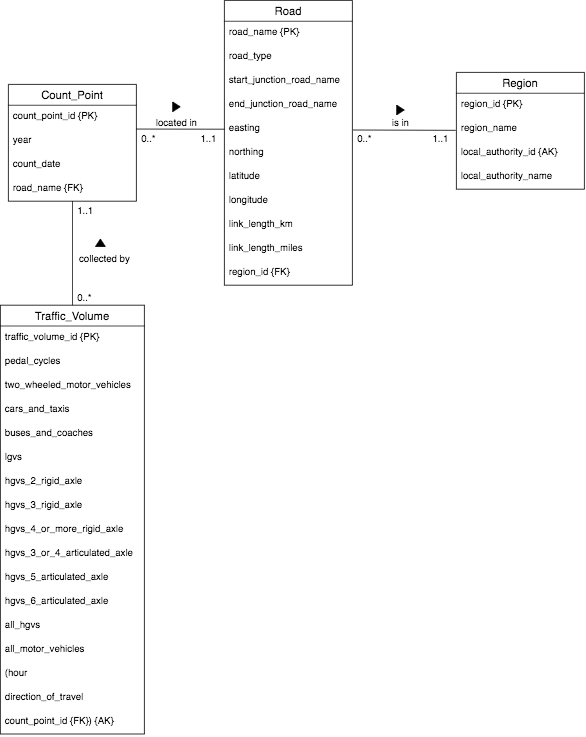 Road
road_name {PK}
road_type
start_junction_road_name
end_junction_road_name
easting
northing
latitude
longitude
link_length_km
link_length_miles
region_id {FK}
Count_Point
count_point_id {PK}
year
count_date
road_name {FK}
located in
0..*
1..1
Region
region_id {PK}
region_name
local_authority_id {AK}
local_authority_name
is in
0..*
1..1
1..1
collected by
0..*
Traffic_Volume
traffic_volume_id {PK}
pedal_cycles
two_wheeled_motor_vehicles
cars_and_taxis
buses_and_coaches
lgvs
hgvs_2_rigid_axle
hgvs_3_rigid_axle
hgvs_4_or_more_rigid_axle
hgvs_3_or_4_articulated_axle
hgvs_5_articulated_axle
hgvs_6_articulated_axle
all_hgvs
all_motor_vehicles
(hour
direction_of_travel
count_point_id {FK}) {AK}